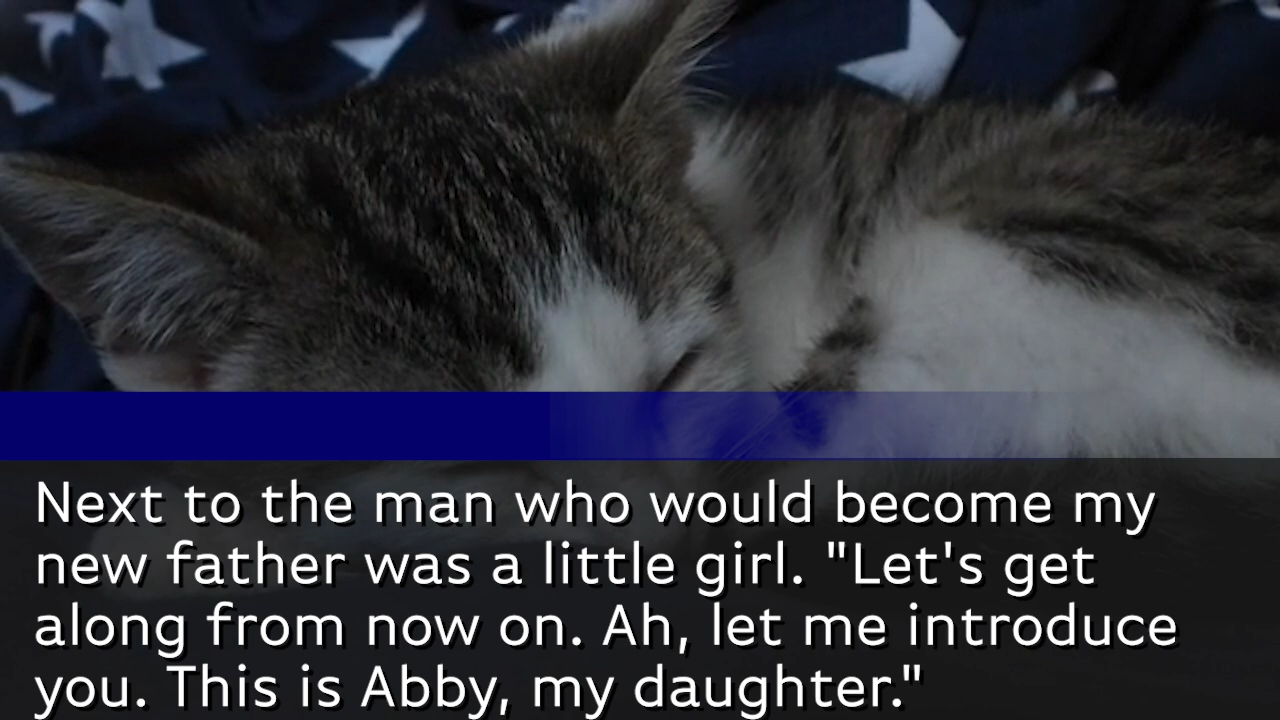 Next to the man who would become my
new father was a little girl. "Let's get
along from now on. Ah, let me introduce
you. This is Abby, my daughter."